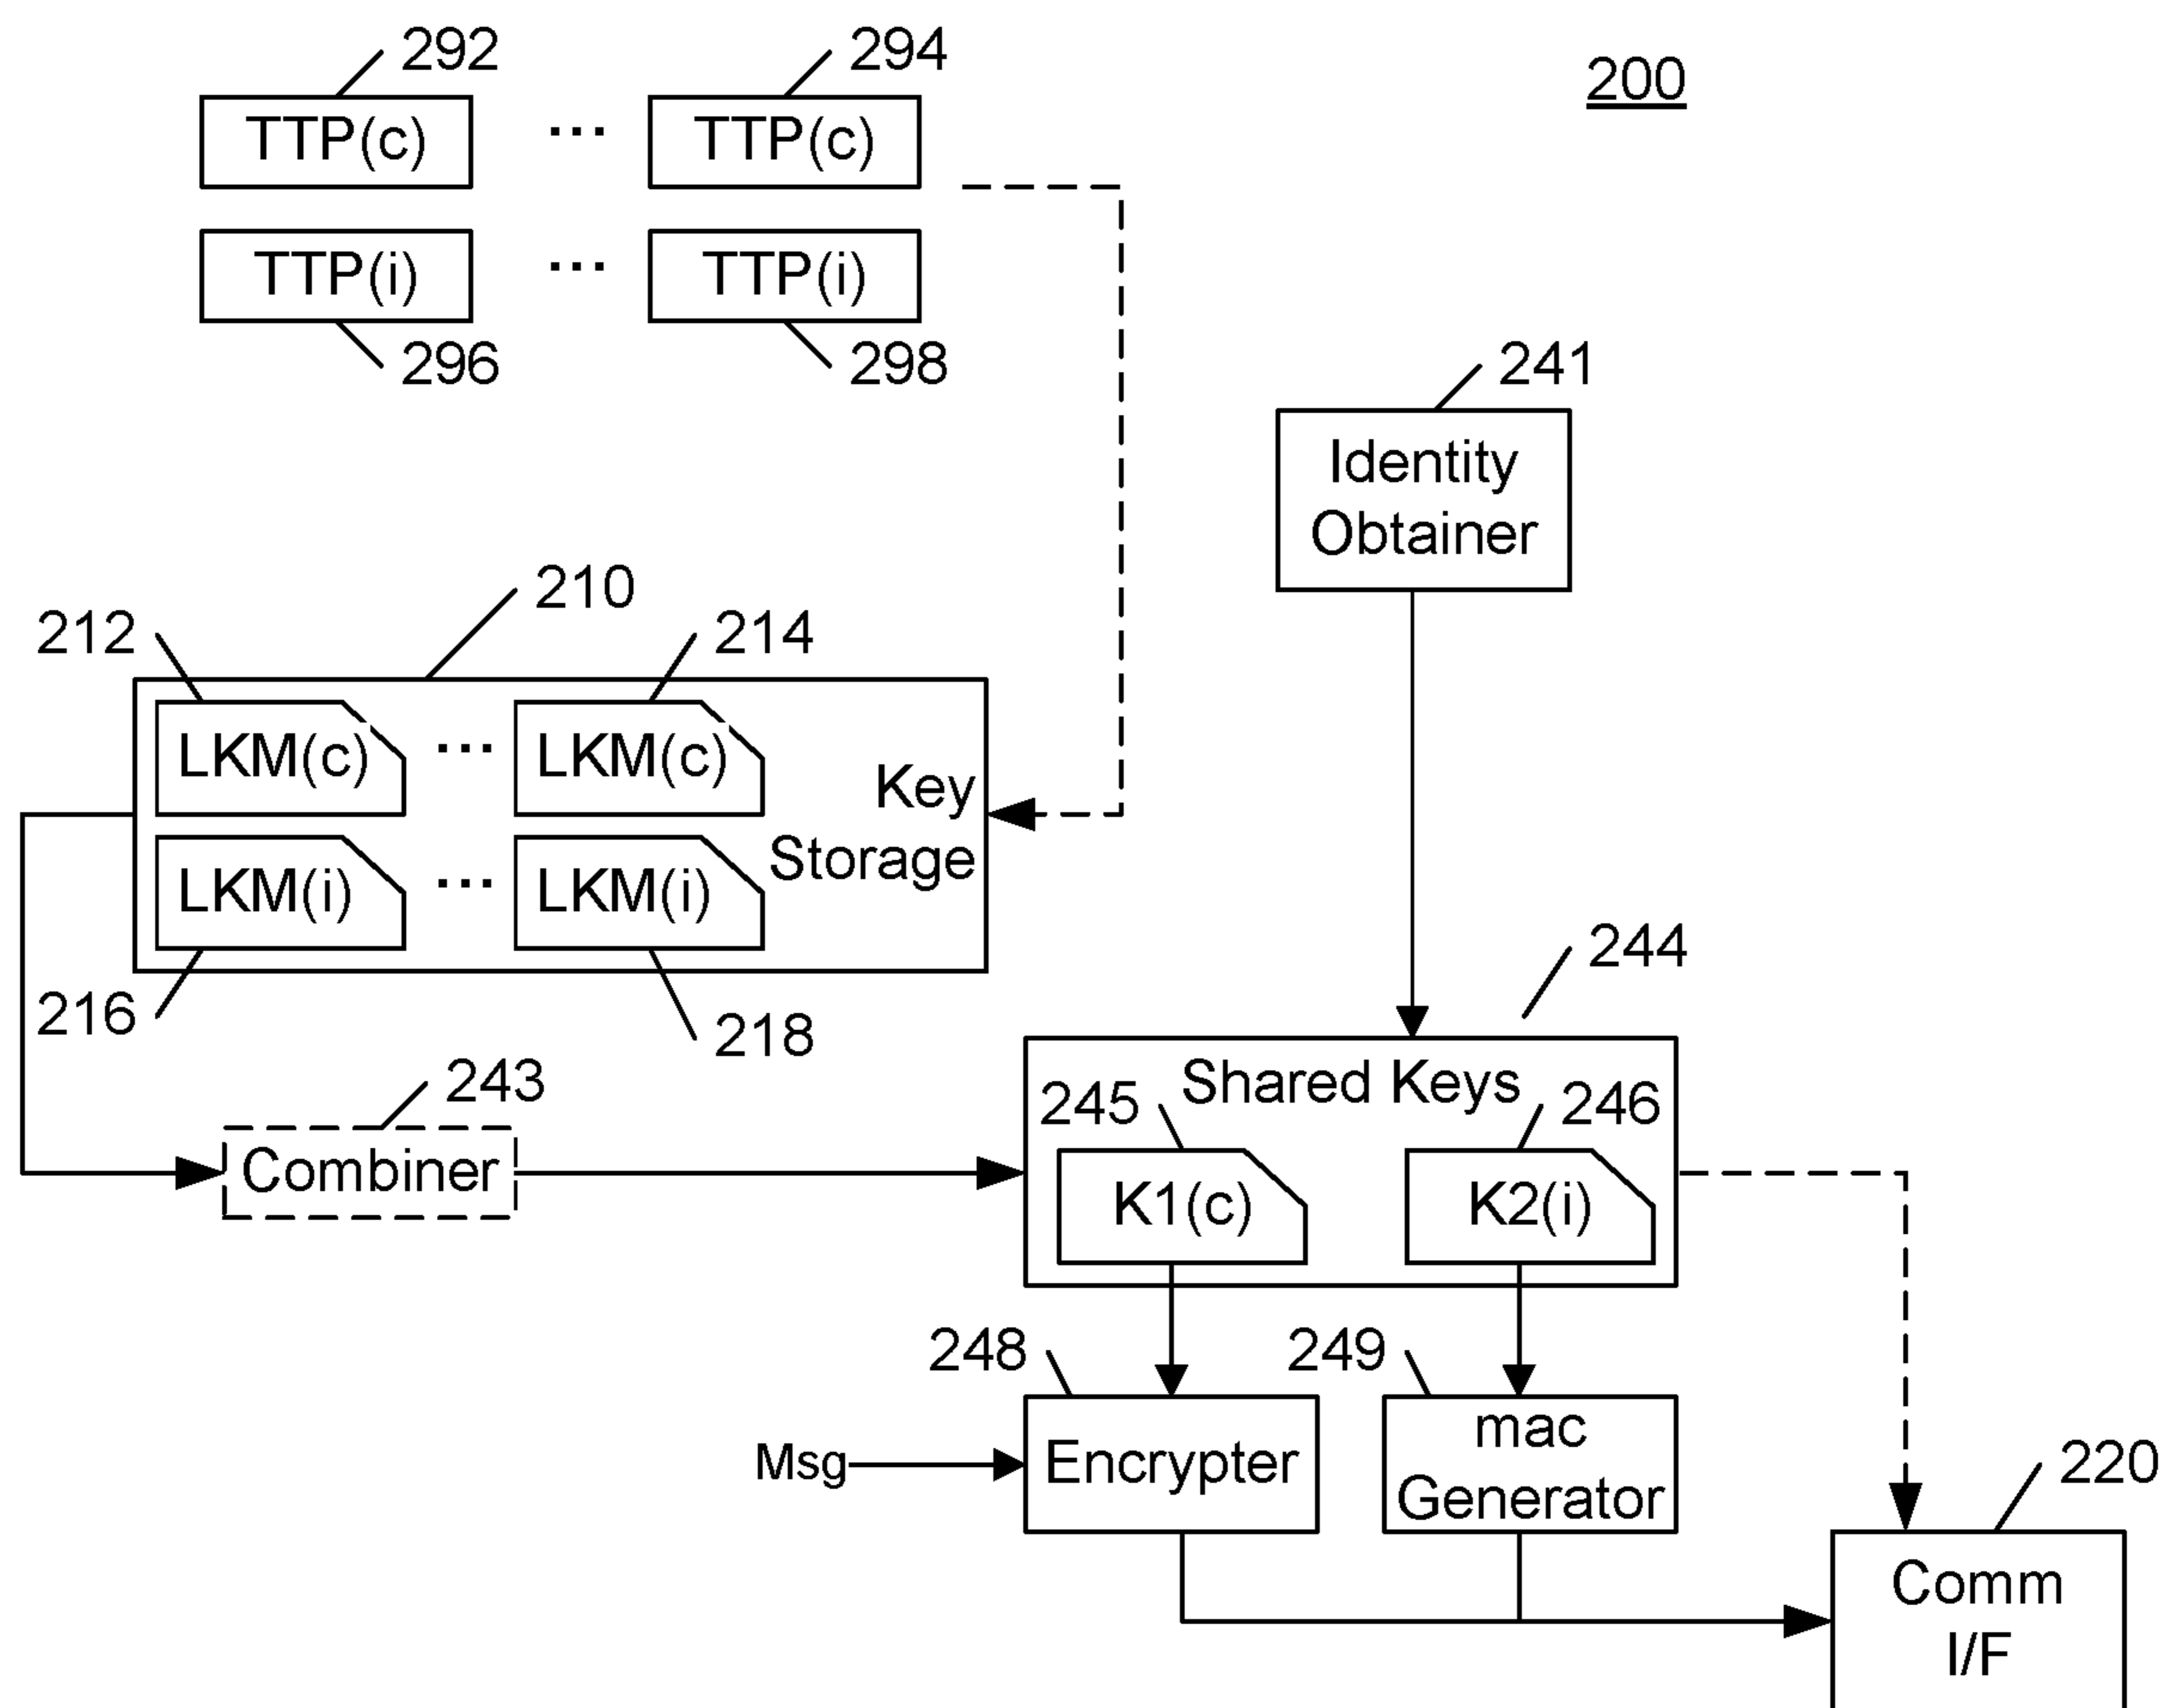 292
294
200
TTP(c)
...
TTP(c)
TTP(i)
...
TTP(i)
296
298
241
Identity
Obtainer
210
212
214
LKM(c)
...
LKM(c)
Key
Storage
LKM(i)
...
LKM(i)
216
218
244
243
Combiner
Shared Keys
245
246
K1(c)
K2(i)
248
249
Msg
Encrypter
mac
Generator
220
Comm
I/F